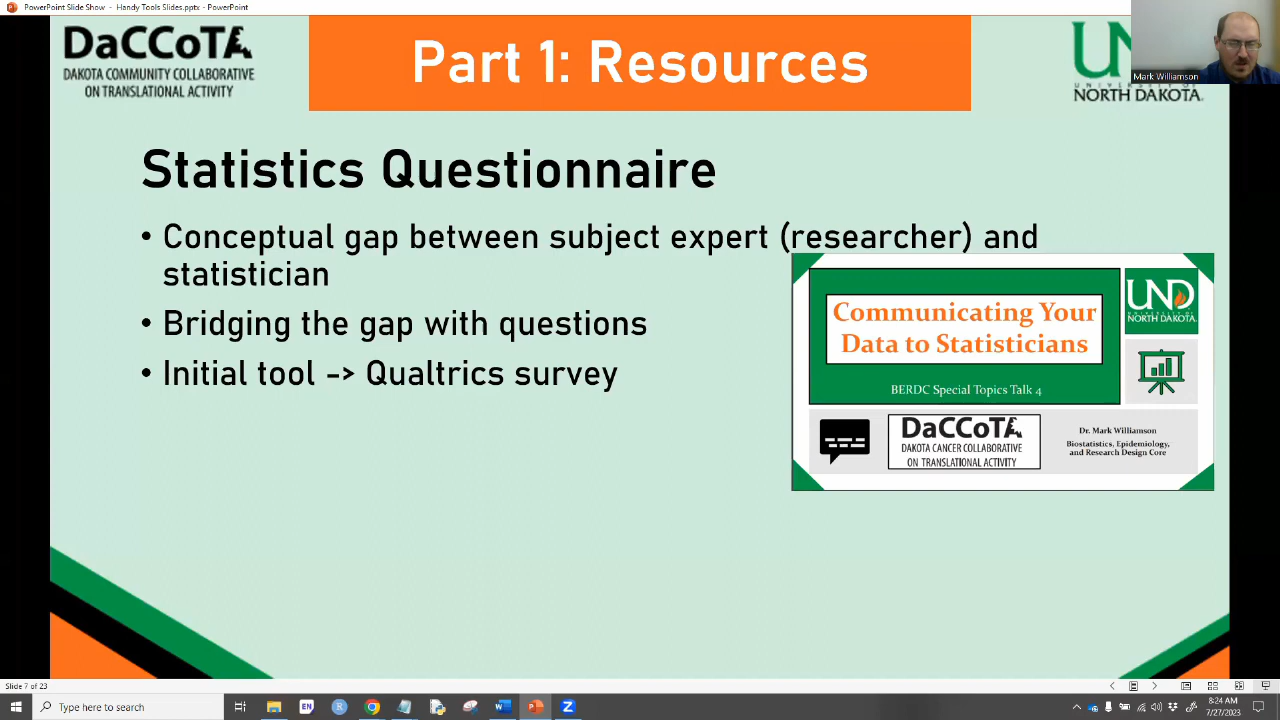 PowerPoint Slide Show - Handy Tools Slides.pptx - PowerPoint
DaCCoTA
DAKOTA COMMUNITY COLLABORATIVE
ON TRANSLATIONAL ACTIVITY
Part 1: Resources
NORTH DAKOTA.
Mark Williamson
Statistics Questionnaire
• Conceptual gap between subject expert (researcher) and
statistician
• Bridging the gap with questions
• Initial tool -> Qualtrics survey
Communicating Your
Data to Statisticians
BERDC Special Topics Talk 4
UND
UNIVERSITY OF
NORTH DAKOTA.
DaCCoTA
DAKOTA CANCER COLLABORATIVE
ON TRANSLATIONAL ACTIVITY
Dr. Mark Williamson
Biostatistics, Epidemiology,
and Research Design Core
Slide 7 of 23
Type here to search
EN
R
W
P
Z
8:24 AM
7/27/2023